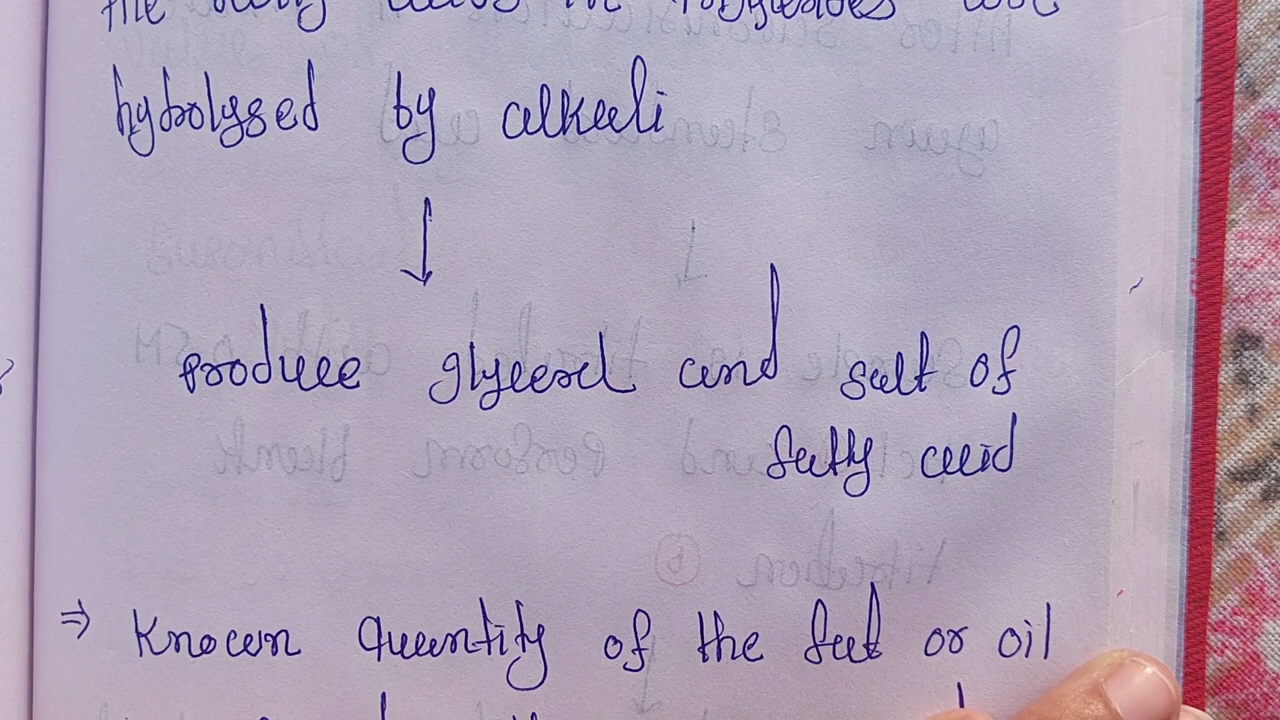 hydrolysed by alkali
↓
produce glycerol and salt of
fatty acid
⇒ Known quantity of the fat or oil